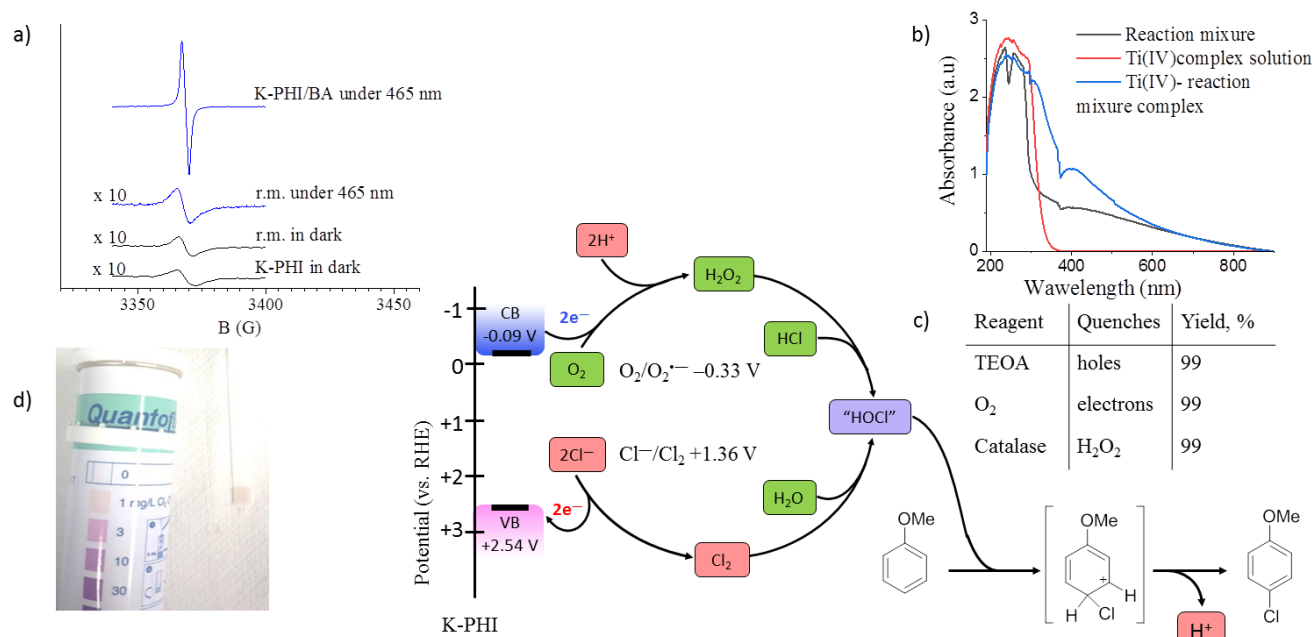 a)
K-PHI/BA under 465 nm
x 10
r.m. under 465 nm
x 10
r.m. in dark
x 10
K-PHI in dark
3350
3400
3450
B (G)
b)
3
2
1
0
Absorbance (a.u)
Reaction mixure
Ti(IV)complex solution
Ti(IV)- reaction
mixure complex
200
400
600
800
Wawelength (nm)
c)
Reagent Quenches Yield, %
TEOA holes 99
O₂ electrons 99
Catalase H₂O₂ 99
d)
Quantof
0
1 mg/L Cl₂
3
10
30
Potential (vs. RHE)
-1
0
+1
+2
+3
CB
-0.09 V
VB
+2.54 V
K-PHI
2e⁻
2H⁺
H₂O₂
O₂
O₂/O₂•— –0.33 V
HCl
"HOCl"
2Cl—
Cl—/Cl₂ +1.36 V
2e⁻
H₂O
Cl₂
OMe
OMe
+
H
H
Cl
H⁺
OMe
Cl